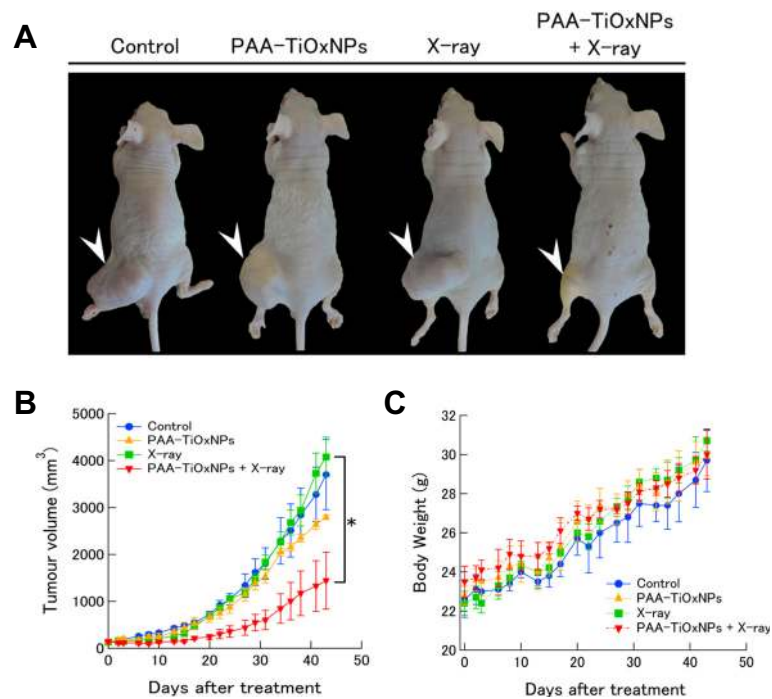 A
Control
PAA-TiOxNPs
X-ray
PAA-TiOxNPs
+ X-ray
B
Tumour volume (mm³)
5000
4000
3000
2000
1000
0
Control
PAA-TiOxNPs
X-ray
PAA-TiOxNPs + X-ray
*
0 10 20 30 40 50
Days after treatment
C
Body Weight (g)
32
30
28
26
24
22
20
Control
PAA-TiOxNPs
X-ray
PAA-TiOxNPs + X-ray
0 10 20 30 40 50
Days after treatment